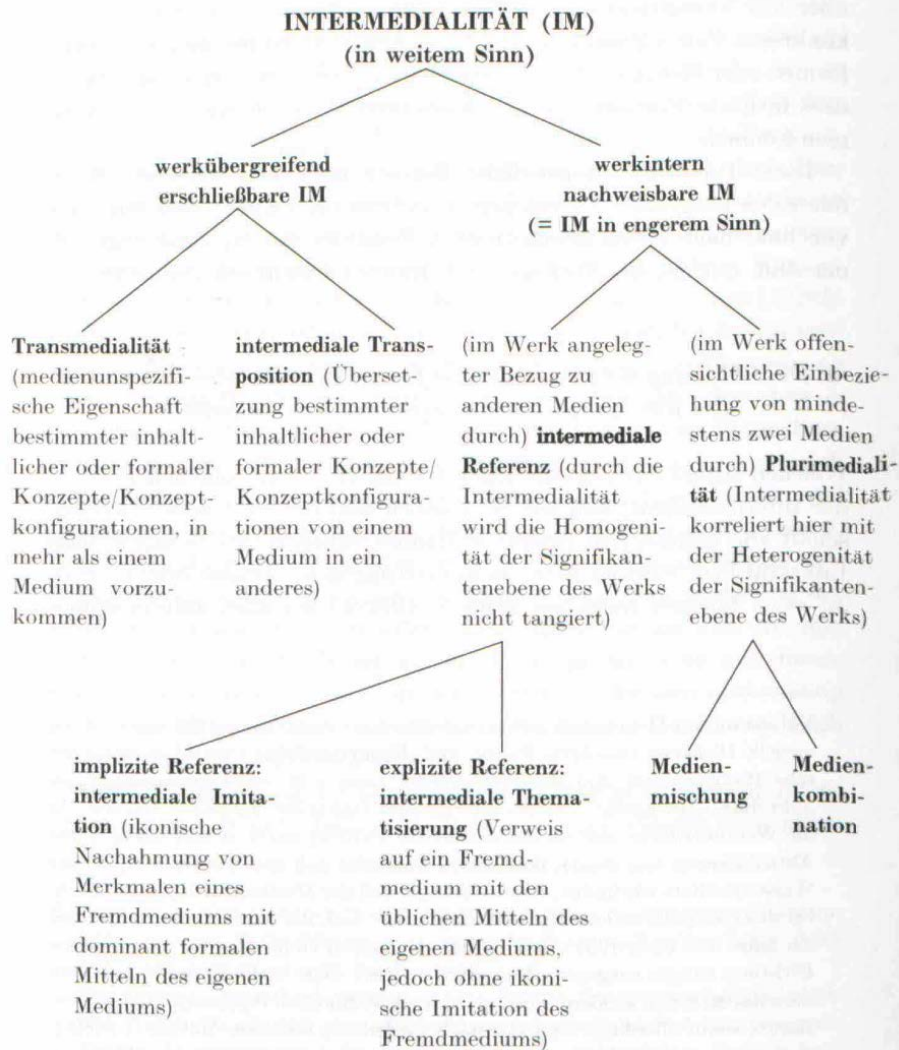 INTERMEDIALITÄT (IM)
(in weitem Sinn)
werkübergreifend
erschließbare IM
werkintern
nachweisbare IM
(= IM in engerem Sinn)
Transmedialität
(medienunspezifi-
sche Eigenschaft
bestimmter inhalt-
licher oder formaler
Konzepte/Konzept-
konfigurationen, in
mehr als einem
Medium vorzu-
kommen)
intermediale Trans-
position (Überset-
zung bestimmter
inhaltlicher oder
formaler Konzepte/
Konzeptkonfigura-
tionen von einem
Medium in ein
anderes)
(im Werk angeleg-
ter Bezug zu
anderen Medien
durch) intermediale
Referenz (durch die
Intermedialität
wird die Homogeni-
tät der Signifikan-
tenebene des Werks
nicht tangiert)
(im Werk offen-
sichtliche Einbezie-
hung von minde-
stens zwei Medien
durch) Plurimediali-
tät (Intermedialität
korreliert hier mit
der Heterogenität
der Signifikanten-
ebene des Werks)
implizite Referenz:
intermediale Imita-
tion (ikonische
Nachahmung von
Merkmalen eines
Fremdmediums mit
dominant formalen
Mitteln des eigenen
Mediums)
explizite Referenz:
intermediale Thema-
tisierung (Verweis
auf ein Fremd-
medium mit den
üblichen Mitteln des
eigenen Mediums,
jedoch ohne ikoni-
sche Imitation des
Fremdmediums)
Medien-
mischung
Medien-
kombi-
nation